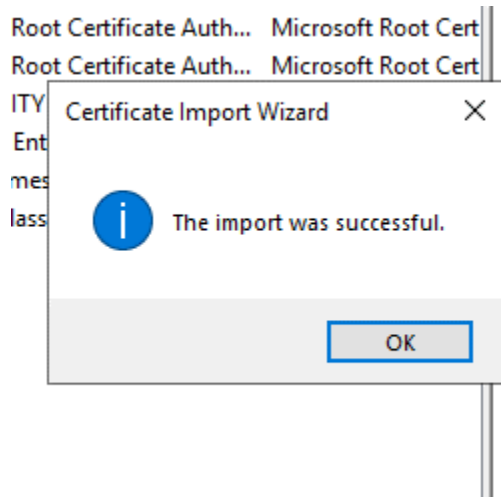 Root Certificate Auth... Microsoft Root Cert
Root Certificate Auth... Microsoft Root Cert
ITY
Certificate Import Wizard
Ent
mes
lass
The import was successful.
OK